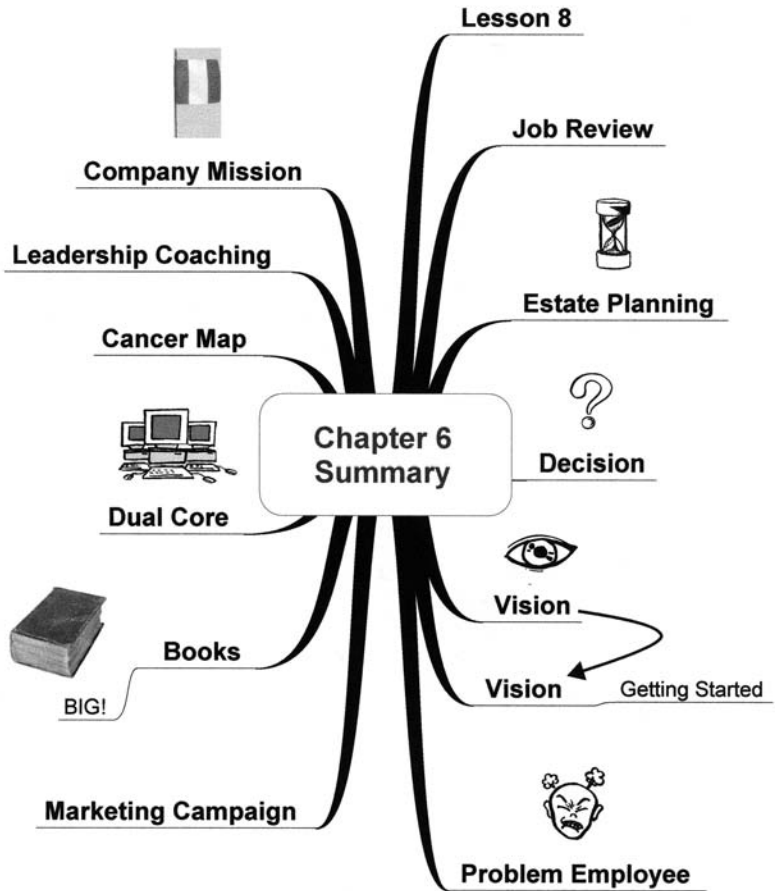 Lesson 8
Job Review
Estate Planning
Decision
Vision
Vision
Getting Started
Problem Employee
Chapter 6
Summary
Company Mission
Leadership Coaching
Cancer Map
Dual Core
Books
BIG!
Marketing Campaign